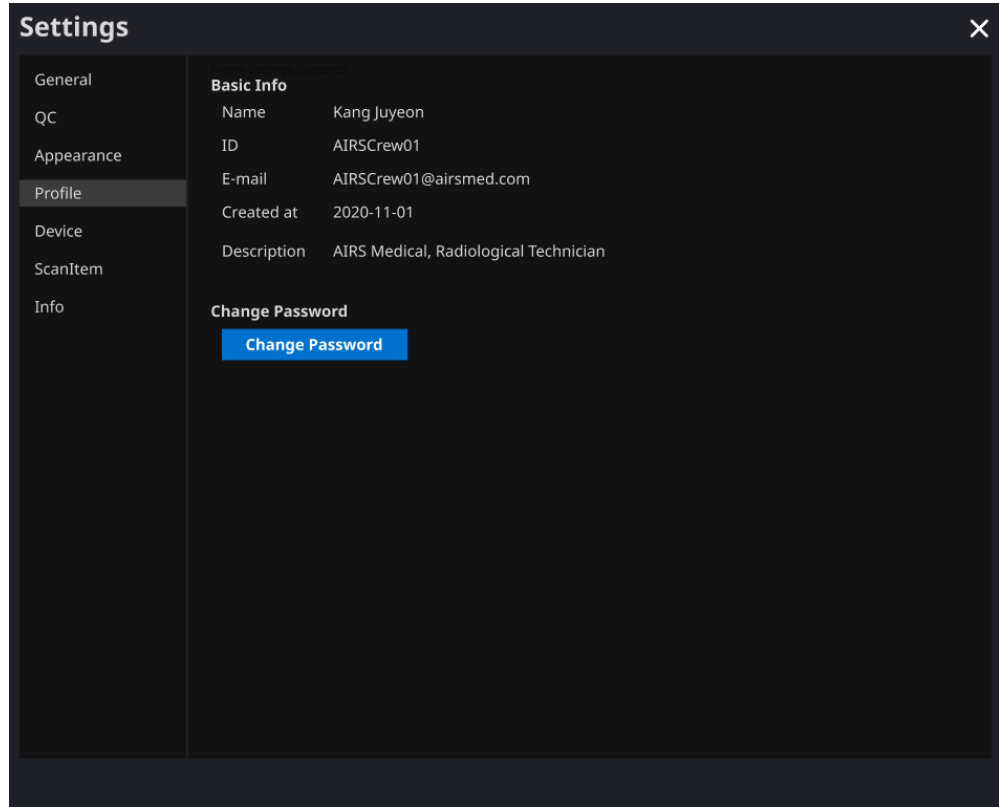 Settings
General
QC
Appearance
Profile
Device
ScanItem
Info
Basic Info
Name Kang Juyeon
ID AIRSCrew01
E-mail AIRSCrew01@airsmed.com
Created at 2020-11-01
Description AIRS Medical, Radiological Technician
Change Password
Change Password